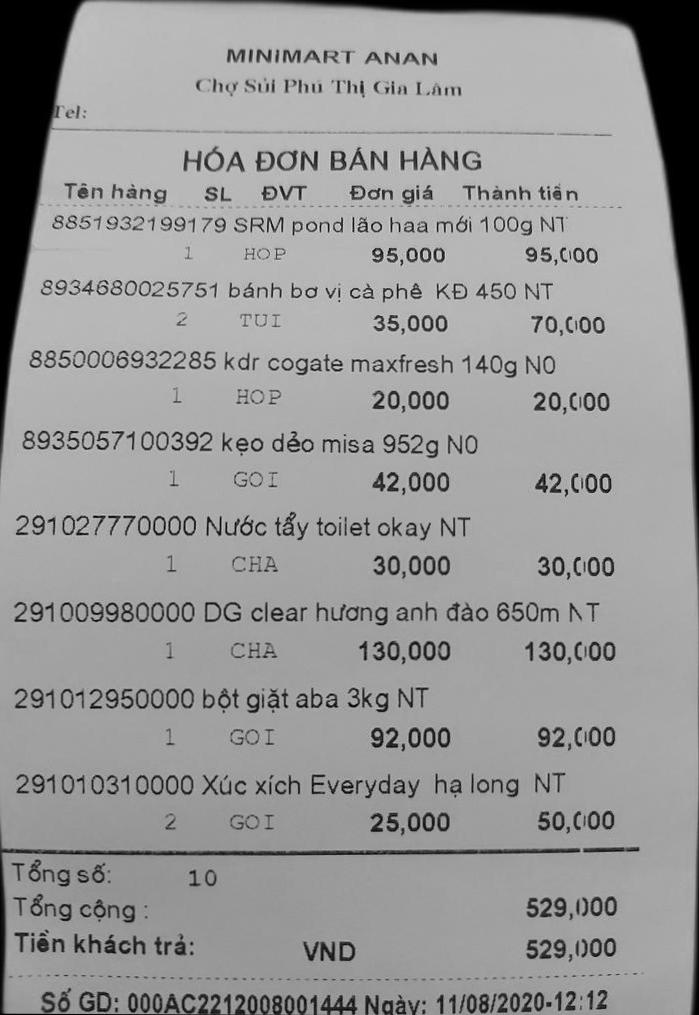 MINIMART ANAN
Chợ Sủi Phú Thị Gia Lâm
Tel:
HÓA ĐƠN BÁN HÀNG
Tên hàng SL ĐVT Đơn giá Thành tiền
8851932199179 SRM pond lão haa mới 100g NT
1 HOP 95,000 95,000
8934680025751 bánh bơ vị cà phê KĐ 450 NT
2 TUI 35,000 70,000
8850006932285 kdr cogate maxfresh 140g N0
1 HOP 20,000 20,000
8935057100392 kẹo dẻo misa 952g N0
1 GOI 42,000 42,000
291027770000 Nước tẩy toilet okay NT
1 CHA 30,000 30,000
291009980000 DG clear hương anh đào 650m NT
1 CHA 130,000 130,000
291012950000 bột giặt aba 3kg NT
1 GOI 92,000 92,000
291010310000 Xúc xích Everyday hạ long NT
2 GOI 25,000 50,000
Tổng số: 10
Tổng cộng : 529,000
Tiền khách trả: VND 529,000
Số GD: 000AC2212008001444 Ngày: 11/08/2020-12:12